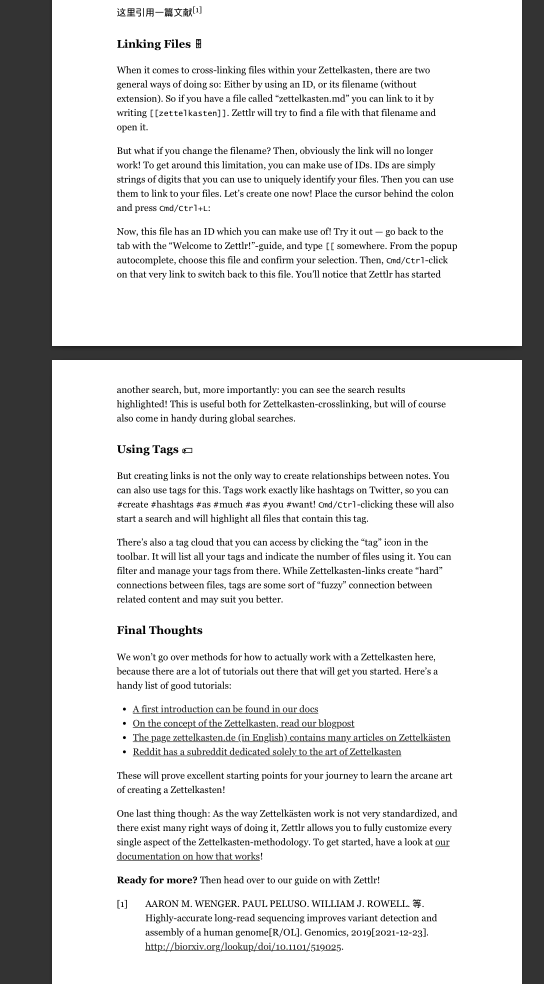 这里引用一篇文献[1]
Linking Files
When it comes to cross-linking files within your Zettelkasten, there are two
general ways of doing so: Either by using an ID, or its filename (without
extension). So if you have a file called “zettelkasten.md” you can link to it by
writing [[zettelkasten]]. Zettlr will try to find a file with that filename and
open it.
But what if you change the filename? Then, obviously the link will no longer
work! To get around this limitation, you can make use of IDs. IDs are simply
strings of digits that you can use to uniquely identify your files. Then you can use
them to link to your files. Let’s create one now! Place the cursor behind the colon
and press Cmd/Ctrl+L:
Now, this file has an ID which you can make use of! Try it out — go back to the
tab with the “Welcome to Zettlr!”-guide, and type [[ somewhere. From the popup
autocomplete, choose this file and confirm your selection. Then, Cmd/Ctrl-click
on that very link to switch back to this file. You’ll notice that Zettlr has started
another search, but, more importantly: you can see the search results
highlighted! This is useful both for Zettelkasten-crosslinking, but will of course
also come in handy during global searches.
Using Tags
But creating links is not the only way to create relationships between notes. You
can also use tags for this. Tags work exactly like hashtags on Twitter, so you can
#create #hashtags #as #much #as #you #want! Cmd/Ctrl-clicking these will also
start a search and will highlight all files that contain this tag.
There’s also a tag cloud that you can access by clicking the “tag” icon in the
toolbar. It will list all your tags and indicate the number of files using it. You can
filter and manage your tags from there. While Zettelkasten-links create “hard”
connections between files, tags are some sort of “fuzzy” connection between
related content and may suit you better.
Final Thoughts
We won’t go over methods for how to actually work with a Zettelkasten here,
because there are a lot of tutorials out there that will get you started. Here’s a
handy list of good tutorials:
• A first introduction can be found in our docs
• On the concept of the Zettelkasten, read our blogpost
• The page zettelkasten.de (in English) contains many articles on Zettelkästen
• Reddit has a subreddit dedicated solely to the art of Zettelkasten
These will prove excellent starting points for your journey to learn the arcane art
of creating a Zettelkasten!
One last thing though: As the way Zettelkästen work is not very standardized, and
there exist many right ways of doing it, Zettlr allows you to fully customize every
single aspect of the Zettelkasten-methodology. To get started, have a look at our
documentation on how that works!
Ready for more? Then head over to our guide on with Zettlr!
[1] AARON M. WENGER. PAUL PELUSO. WILLIAM J. ROWELL. 等.
Highly-accurate long-read sequencing improves variant detection and
assembly of a human genome[R/OL]. Genomics, 2019[2021-12-23].
http://biorxiv.org/lookup/doi/10.1101/519025.